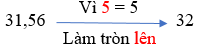 Vì 5 = 5
31,56 32
Làm tròn lên